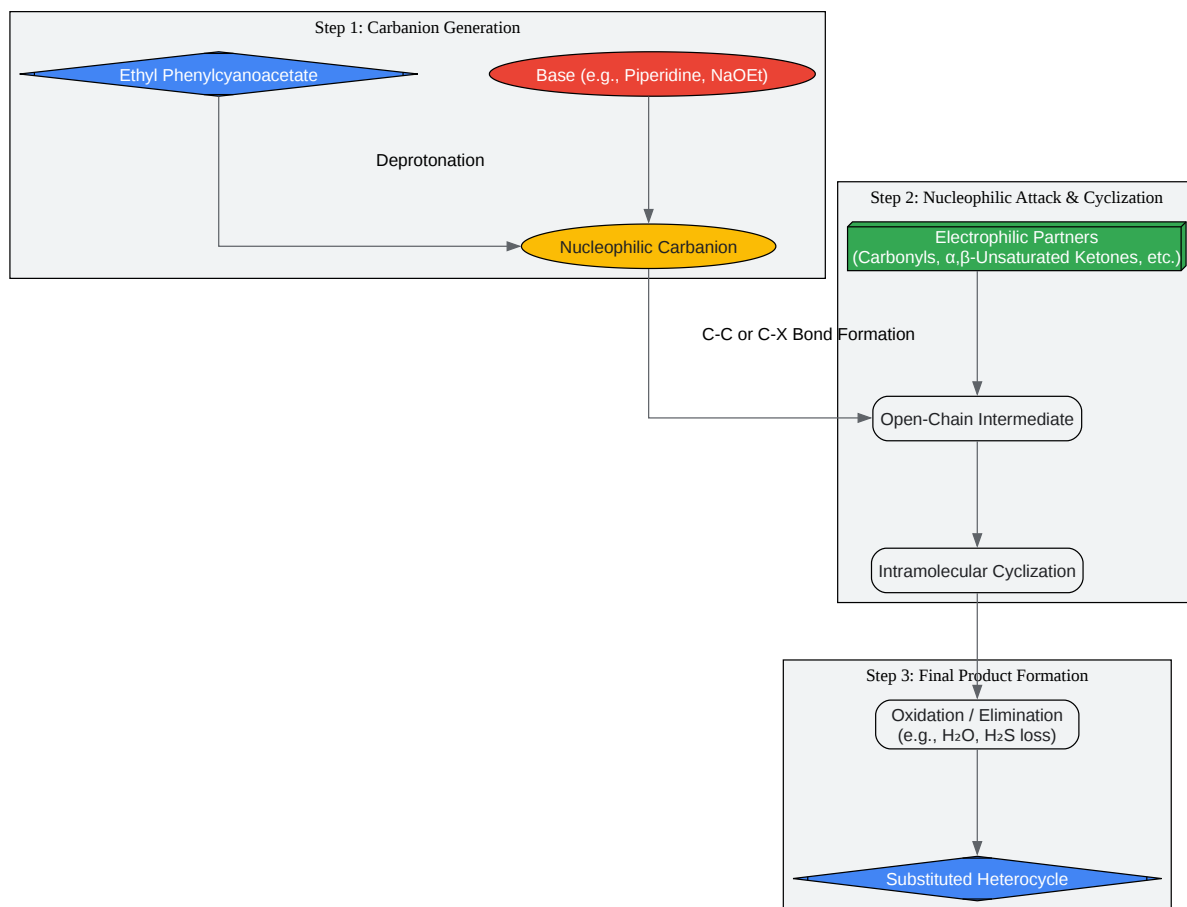 Step 1: Carbanion Generation
Ethyl Phenylcyanoacetate
Base (e.g., Piperidine, NaOEt)
Deprotonation
Nucleophilic Carbanion
Step 2: Nucleophilic Attack & Cyclization
Electrophilic Partners
(Carbonyls, α,β-Unsaturated Ketones, etc.)
C-C or C-X Bond Formation
Open-Chain Intermediate
Intramolecular Cyclization
Step 3: Final Product Formation
Oxidation / Elimination
(e.g., H₂O, H₂S loss)
Substituted Heterocycle